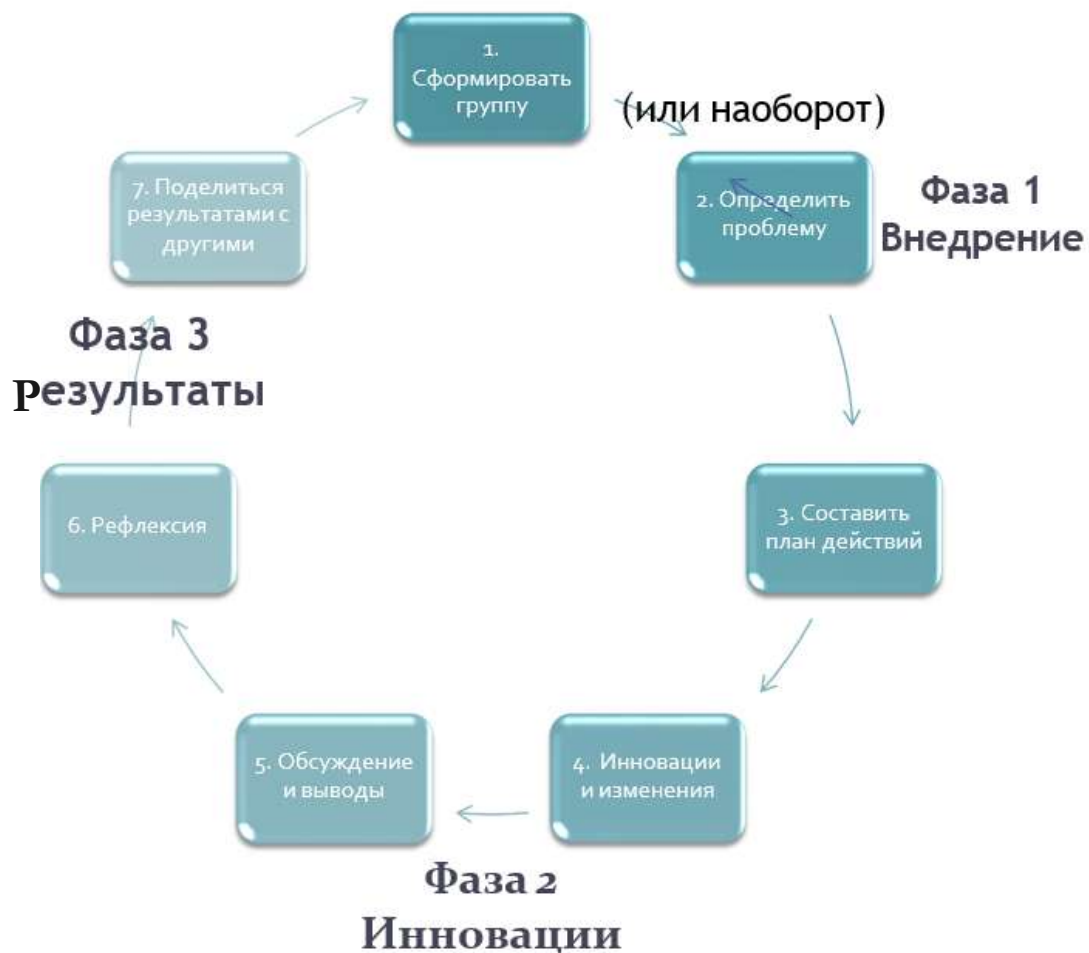 1.
Сформировать
группу
(или наоборот)
2. Определить
проблему
Фаза 1
Внедрение
3. Составить
план действий
4. Инновации
и изменения
Фаза 2
Инновации
5. Обсуждение
и выводы
6. Рефлексия
Фаза 3
Результаты
7. Поделиться
результатами с
другими